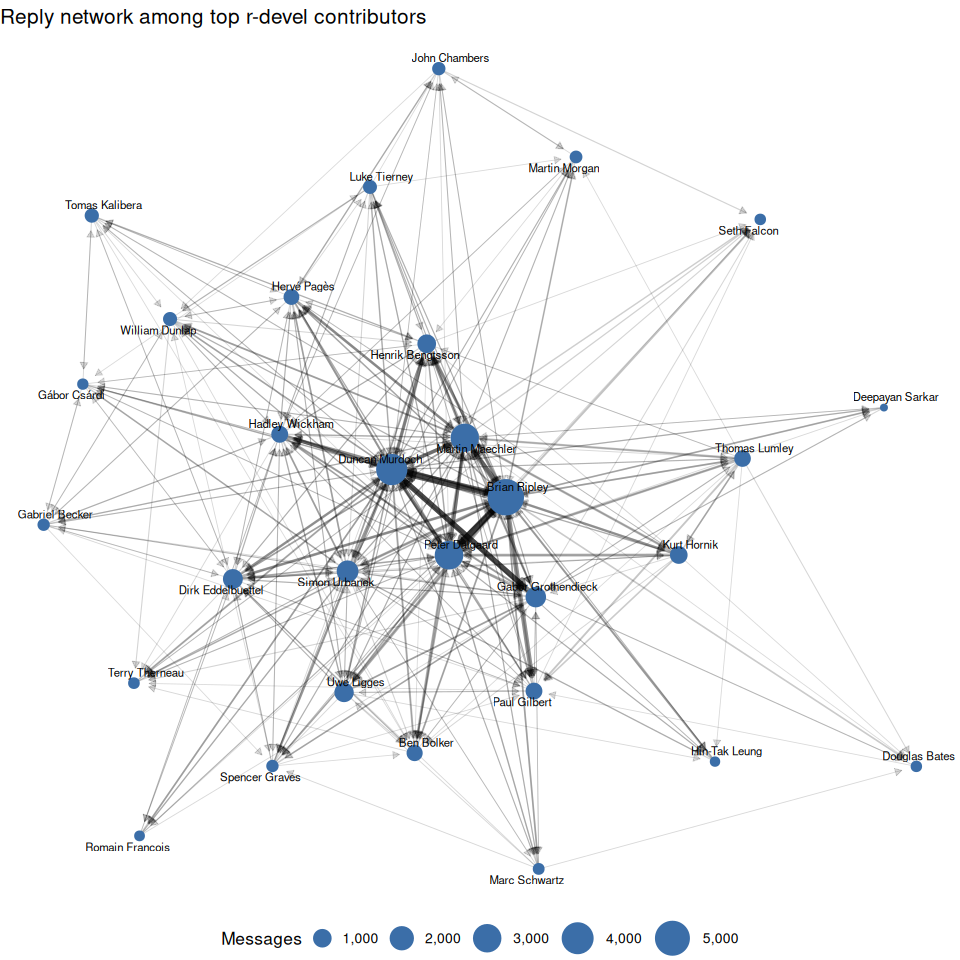 Reply network among top r-devel contributors
John Chambers
Martin Morgan
Luke Tierney
Tomas Kalibera
Seth Falcon
Hervé Pagès
William Dunlap
Henrik Bengtsson
Gábor Csárdi
Deepayan Sarkar
Hadley Wickham
Martin Maechler
Thomas Lumley
Duncan Murdoch
Brian Ripley
Gabriel Becker
Peter Dalgaard
Kurt Hornik
Simon Urbanek
Dirk Eddelbuettel
Gabor Grothendieck
Terry Therneau
Uwe Ligges
Paul Gilbert
Ben Bolker
Hin-Tak Leung
Douglas Bates
Spencer Graves
Romain Francois
Marc Schwartz
Messages 1,000 2,000 3,000 4,000 5,000